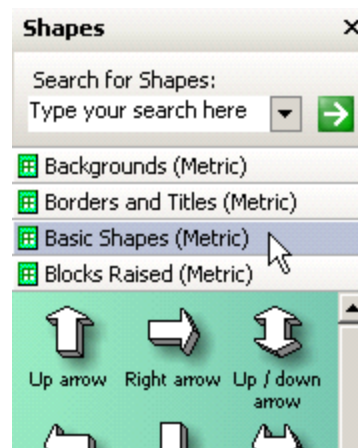 Shapes
Search for Shapes:
Type your search here
Backgrounds (Metric)
Borders and Titles (Metric)
Basic Shapes (Metric)
Blocks Raised (Metric)
Up arrow Right arrow Up / down
arrow